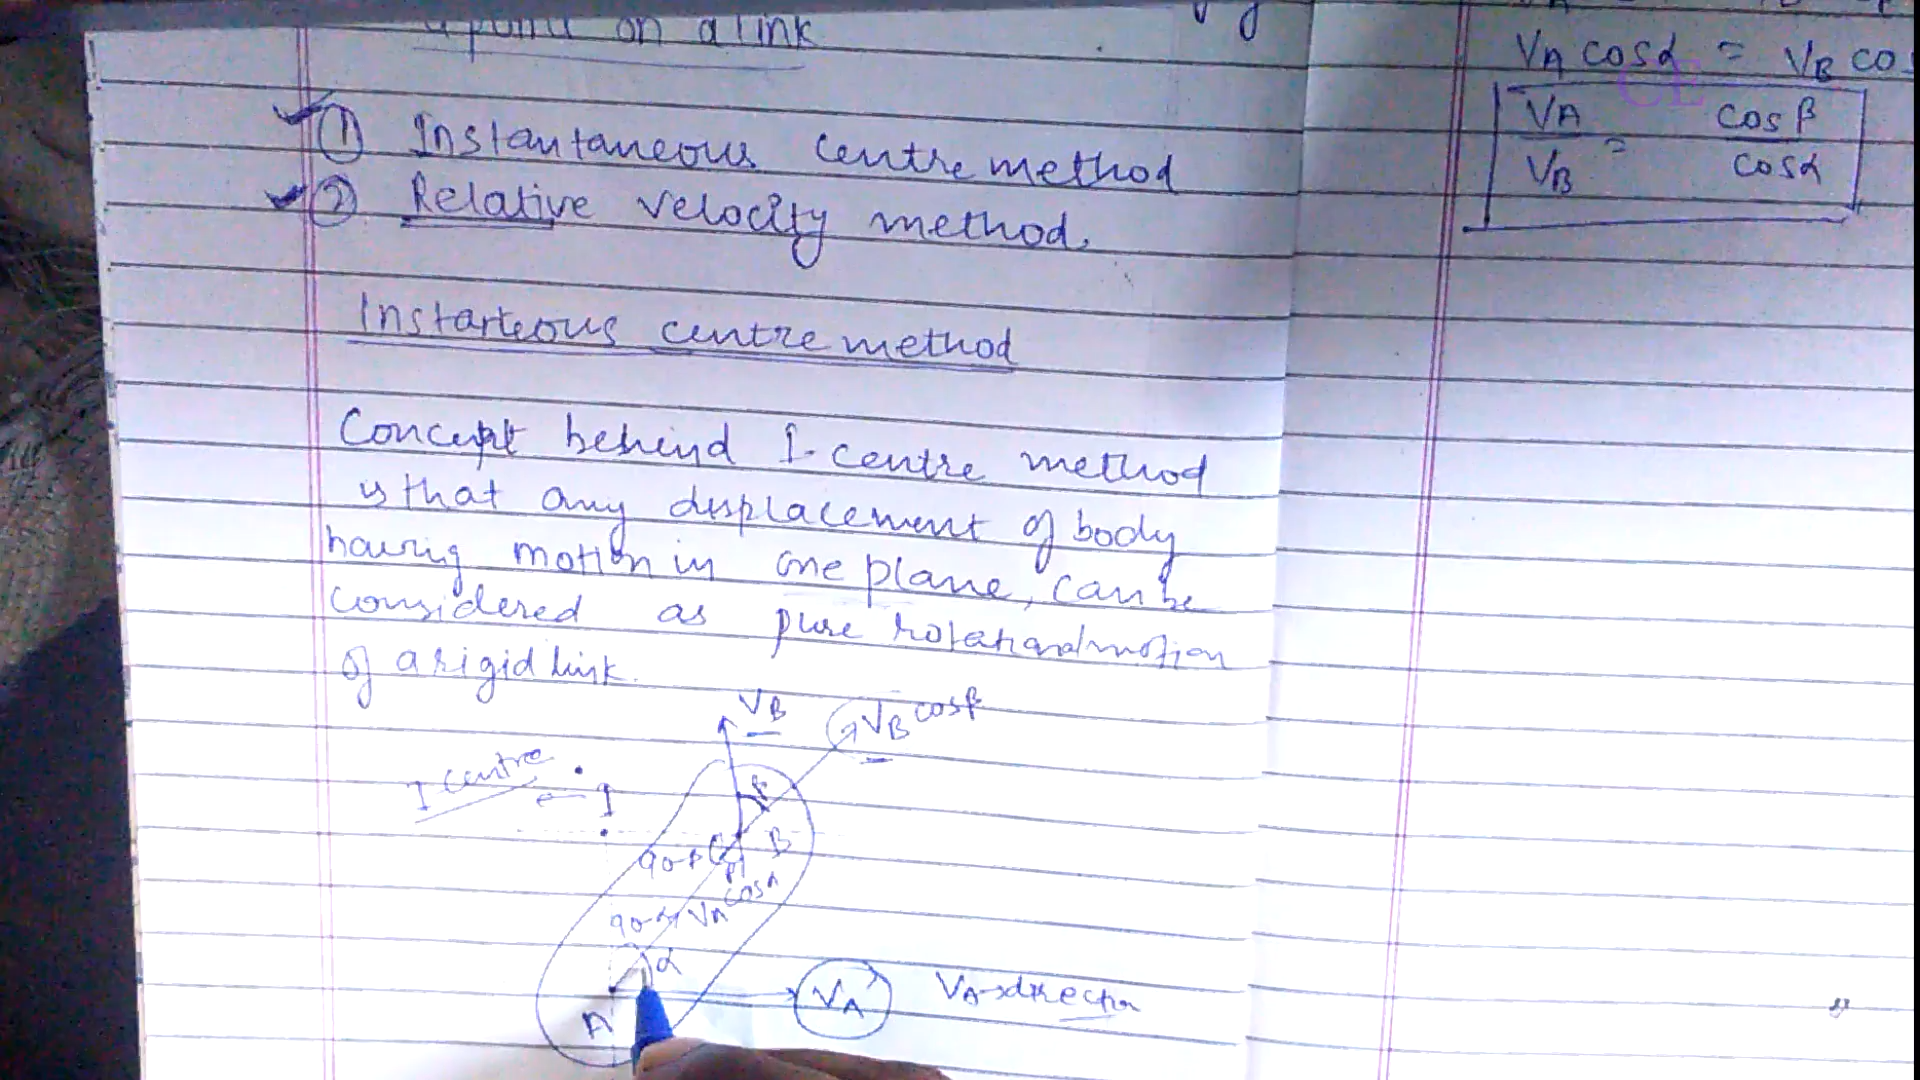 a point on a link
① Instantaneous centre method
② Relative velocity method.
Instanteous centre method
Concept behind I-centre method
is that any displacement of body
having motion in one plane, can be
considered as pure rotational motion
of a rigid link.
VB
VB cosβ
I centre
I
β
B
90-β
VA cosα
90-α
α
A
VA
VA → direction
VA cosα = VB co
VA/VB = cosβ/cosα